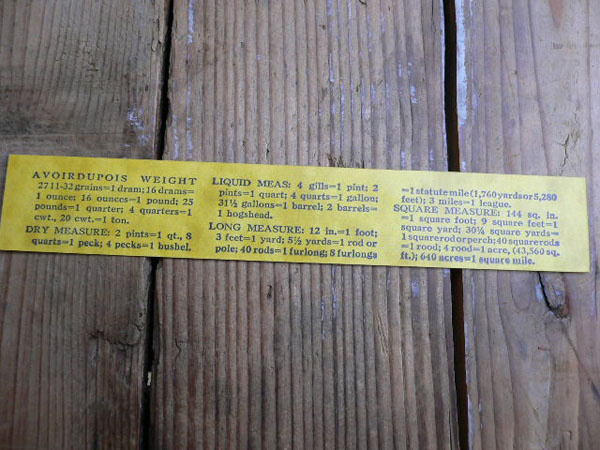 AVOIRDUPOIS WEIGHT
27 11-32 grains=1 dram; 16 drams=
1 ounce; 16 ounces=1 pound; 25
pounds=1 quarter; 4 quarters=1
cwt., 20 cwt.=1 ton.
DRY MEASURE: 2 pints=1 qt., 8
quarts=1 peck; 4 pecks=1 bushel.
LIQUID MEAS: 4 gills=1 pint; 2
pints=1 quart; 4 quarts=1 gallon;
31½ gallons=1 barrel; 2 barrels=
1 hogshead.
LONG MEASURE: 12 in.=1 foot;
3 feet=1 yard; 5½ yards=1 rod or
pole; 40 rods=1 furlong; 8 furlongs
=1 statute mile (1,760 yards or 5,280
feet); 3 miles=1 league.
SQUARE MEASURE: 144 sq. in.
=1 square foot; 9 square feet=1
square yard; 30¼ square yards=
1 square rod or perch; 40 square rods
=1 rood; 4 rood=1 acre, (43,560 sq.
ft.); 640 acres=1 square mile.